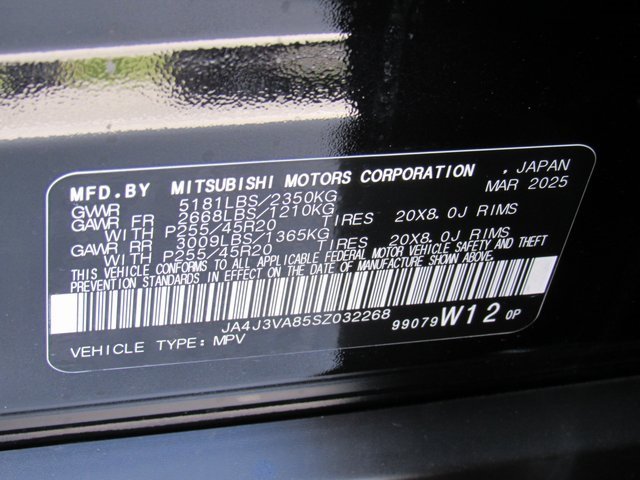 MFD.BY MITSUBISHI MOTORS CORPORATION , JAPAN
MAR 2025
GVWR 5181LBS/2350KG
GAWR FR 2668LBS/1210KG TIRES 20X8.0J RIMS
WITH P255/45R20
GAWR RR 3009LBS/1365KG TIRES 20X8.0J RIMS
WITH P255/45R20
THIS VEHICLE CONFORMS TO ALL APPLICABLE FEDERAL MOTOR VEHICLE SAFETY AND THEFT
PREVENTION STANDARDS IN EFFECT ON THE DATE OF MANUFACTURE SHOWN ABOVE.
JA4J3VA85SZ032268
99079W12 0P
VEHICLE TYPE: MPV